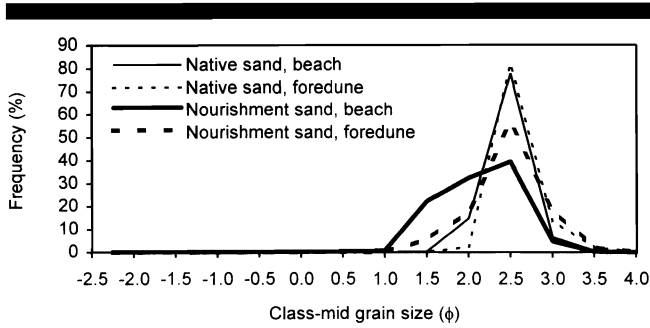 90
80
70
60
50
40
30
20
10
0
Frequency (%)
Native sand, beach
Native sand, foredune
Nourishment sand, beach
Nourishment sand, foredune
-2.5 -2.0 -1.5 -1.0 -0.5 0.0 0.5 1.0 1.5 2.0 2.5 3.0 3.5 4.0
Class-mid grain size (ϕ)